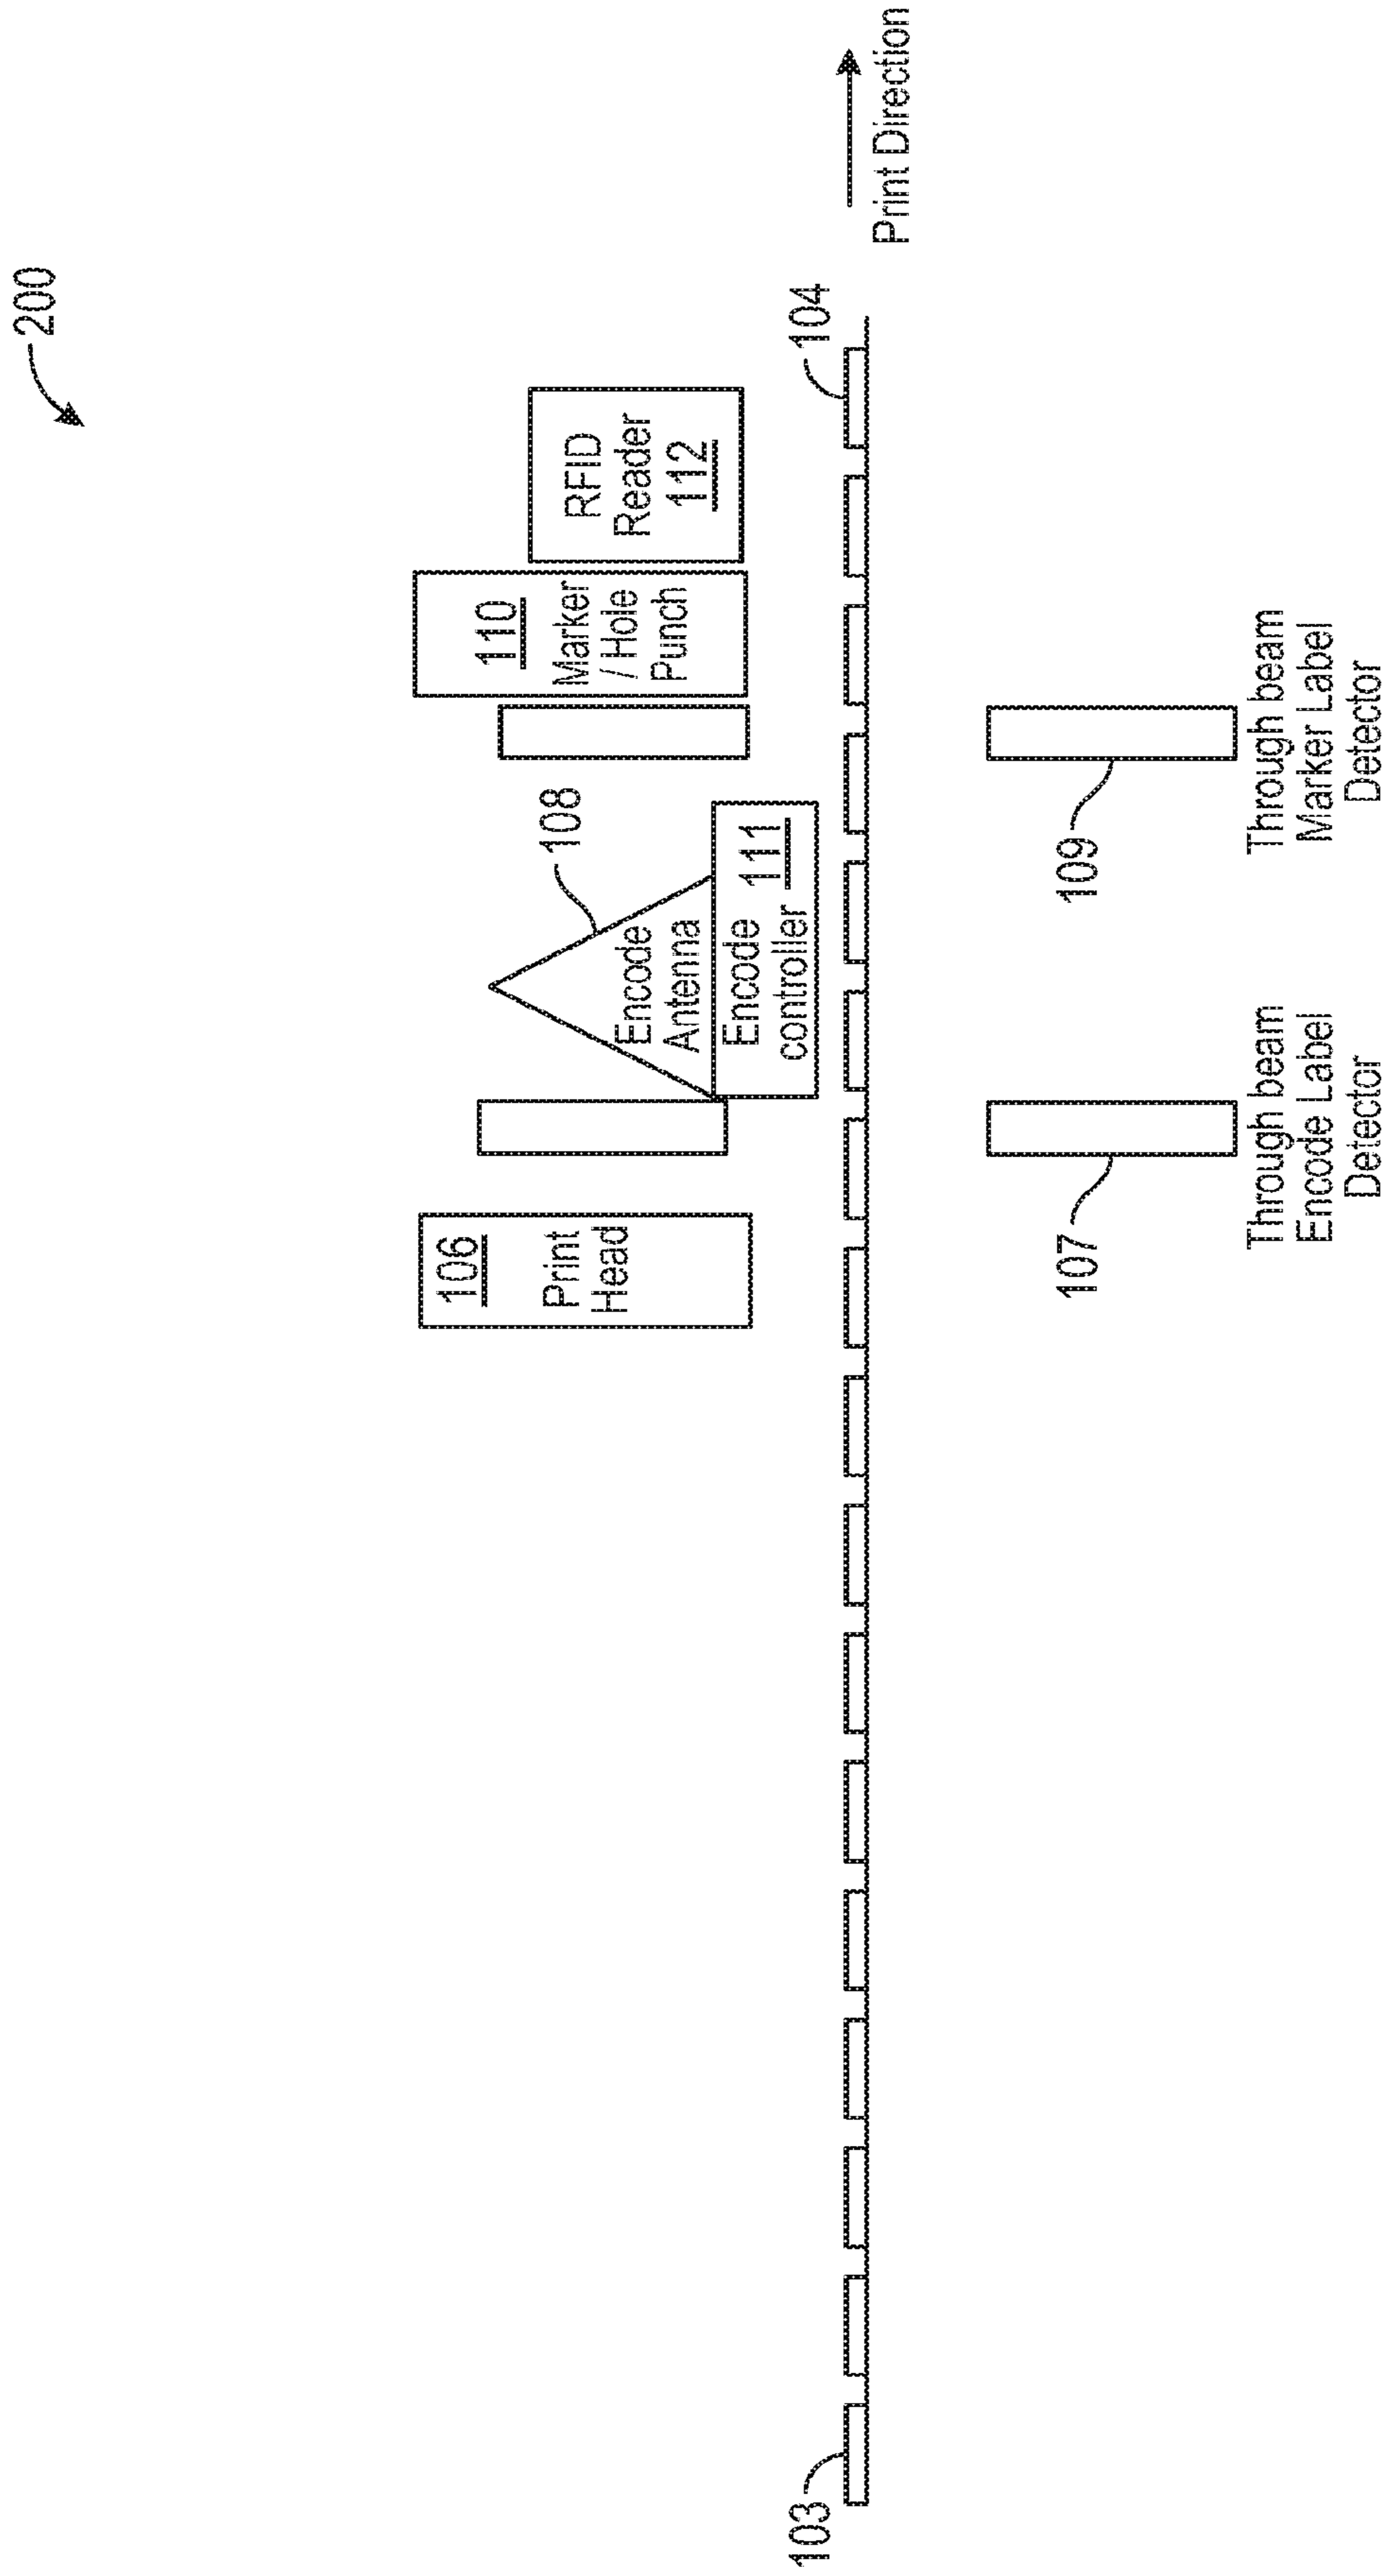 200
106
Print
Head
108
Encode
Antenna
Encode
controller
111
110
Marker
/ Hole
Punch
RFID
Reader
112
103
104
Print Direction
107
Through beam
Encode Label
Detector
109
Through beam
Marker Label
Detector